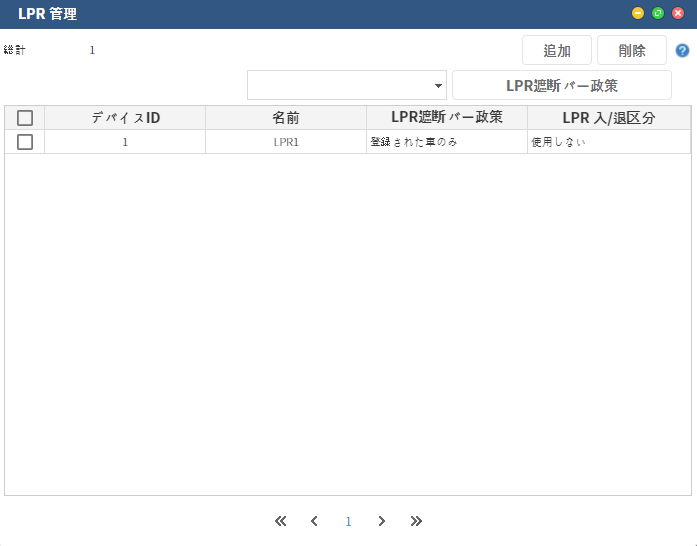 LPR 管理
総計 1 追加 削除 ?
LPR遮断バー政策
デバイスID 名前 LPR遮断バー政策 LPR 入/退区分
1 LPR1 登録された車のみ 使用しない
1